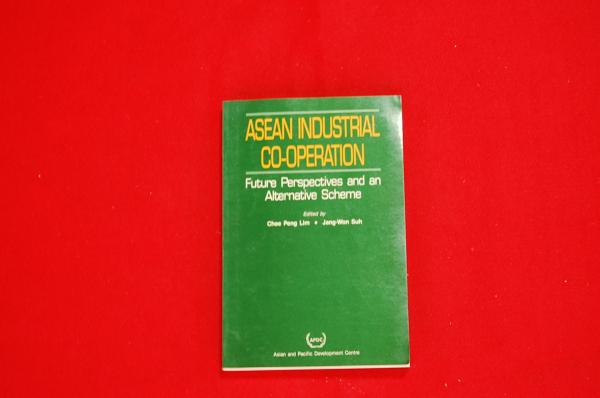 ASEAN INDUSTRIAL
CO-OPERATION
Future Perspectives and an
Alternative Scheme
Edited by
Chee Peng Lim • Jang-Won Suh
APDC
Asian and Pacific Development Centre